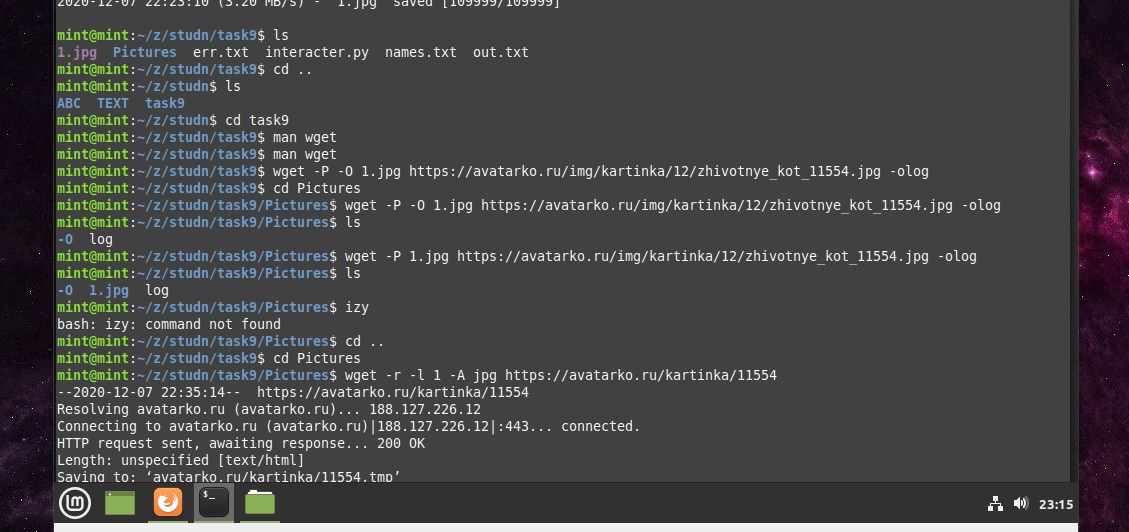 2020-12-07 22:23:10 (3.20 MB/s) - ‘1.jpg’ saved [109999/109999]
mint@mint:~/z/studn/task9$ ls
1.jpg  Pictures  err.txt  interacter.py  names.txt  out.txt
mint@mint:~/z/studn/task9$ cd ..
mint@mint:~/z/studn$ ls
ABC  TEXT  task9
mint@mint:~/z/studn$ cd task9
mint@mint:~/z/studn/task9$ man wget
mint@mint:~/z/studn/task9$ man wget
mint@mint:~/z/studn/task9$ wget -P -O 1.jpg https://avatarko.ru/img/kartinka/12/zhivotnye_kot_11554.jpg -olog
mint@mint:~/z/studn/task9$ cd Pictures
mint@mint:~/z/studn/task9/Pictures$ wget -P -O 1.jpg https://avatarko.ru/img/kartinka/12/zhivotnye_kot_11554.jpg -olog
mint@mint:~/z/studn/task9/Pictures$ ls
-O  log
mint@mint:~/z/studn/task9/Pictures$ wget -P 1.jpg https://avatarko.ru/img/kartinka/12/zhivotnye_kot_11554.jpg -olog
mint@mint:~/z/studn/task9/Pictures$ ls
-O  1.jpg  log
mint@mint:~/z/studn/task9/Pictures$ izy
bash: izy: command not found
mint@mint:~/z/studn/task9/Pictures$ cd ..
mint@mint:~/z/studn/task9$ cd Pictures
mint@mint:~/z/studn/task9/Pictures$ wget -r -l 1 -A jpg https://avatarko.ru/kartinka/11554
--2020-12-07 22:35:14--  https://avatarko.ru/kartinka/11554
Resolving avatarko.ru (avatarko.ru)... 188.127.226.12
Connecting to avatarko.ru (avatarko.ru)|188.127.226.12|:443... connected.
HTTP request sent, awaiting response... 200 OK
Length: unspecified [text/html]
Saving to: ‘avatarko.ru/kartinka/11554.tmp’
$_
23:15